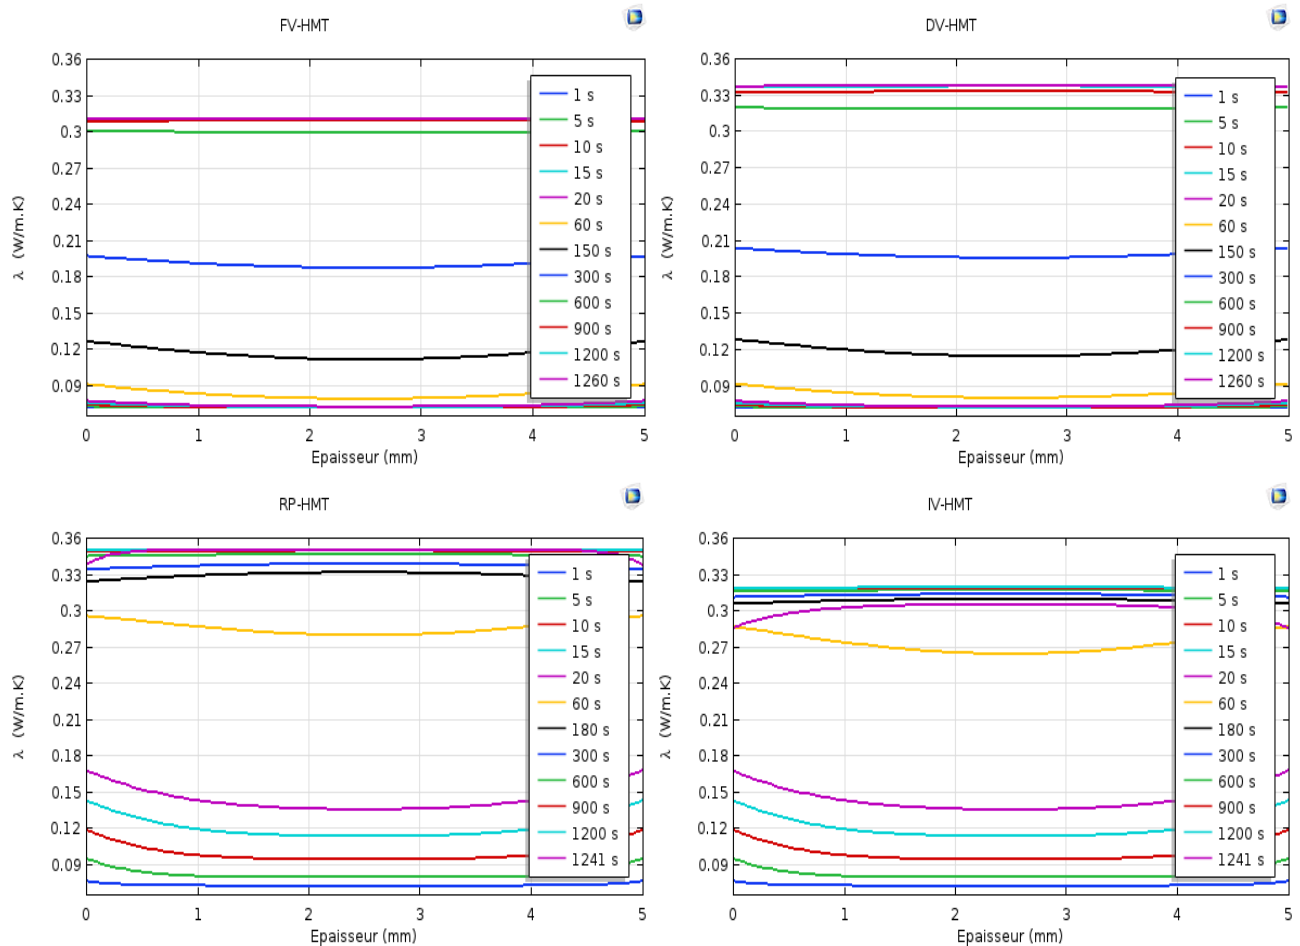 FV-HMT
0.36
0.33
0.3
0.27
0.24
0.21
0.18
0.15
0.12
0.09
λ (W/m.K)
0 1 2 3 4 5
Epaisseur (mm)
1 s
5 s
10 s
15 s
20 s
60 s
150 s
300 s
600 s
900 s
1200 s
1260 s
DV-HMT
0.36
0.33
0.3
0.27
0.24
0.21
0.18
0.15
0.12
0.09
λ (W/m.K)
0 1 2 3 4 5
Epaisseur (mm)
1 s
5 s
10 s
15 s
20 s
60 s
150 s
300 s
600 s
900 s
1200 s
1260 s
RP-HMT
0.36
0.33
0.3
0.27
0.24
0.21
0.18
0.15
0.12
0.09
λ (W/m.K)
0 1 2 3 4 5
Epaisseur (mm)
1 s
5 s
10 s
15 s
20 s
60 s
180 s
300 s
600 s
900 s
1200 s
1241 s
IV-HMT
0.36
0.33
0.3
0.27
0.24
0.21
0.18
0.15
0.12
0.09
λ (W/m.K)
0 1 2 3 4 5
Epaisseur (mm)
1 s
5 s
10 s
15 s
20 s
60 s
180 s
300 s
600 s
900 s
1200 s
1241 s